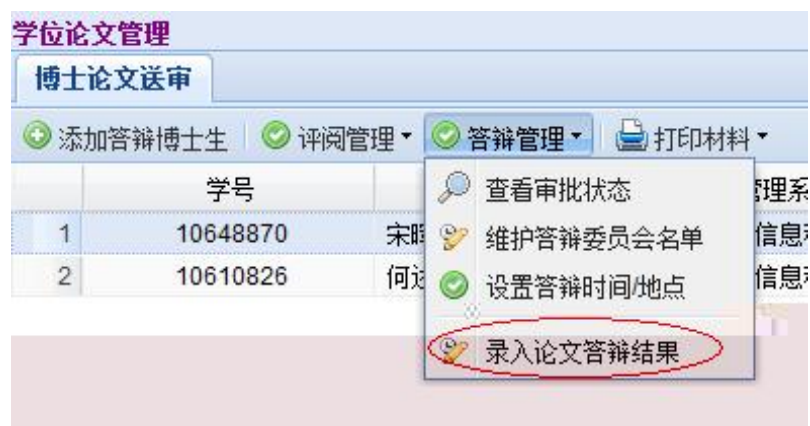 学位论文管理
博士论文送审
添加答辩博士生 评阅管理 答辩管理 打印材料
学号
查看审批状态
1 10648870 宋 维护答辩委员会名单 信息
2 10610826 何 设置答辩时间/地点 信息
录入论文答辩结果